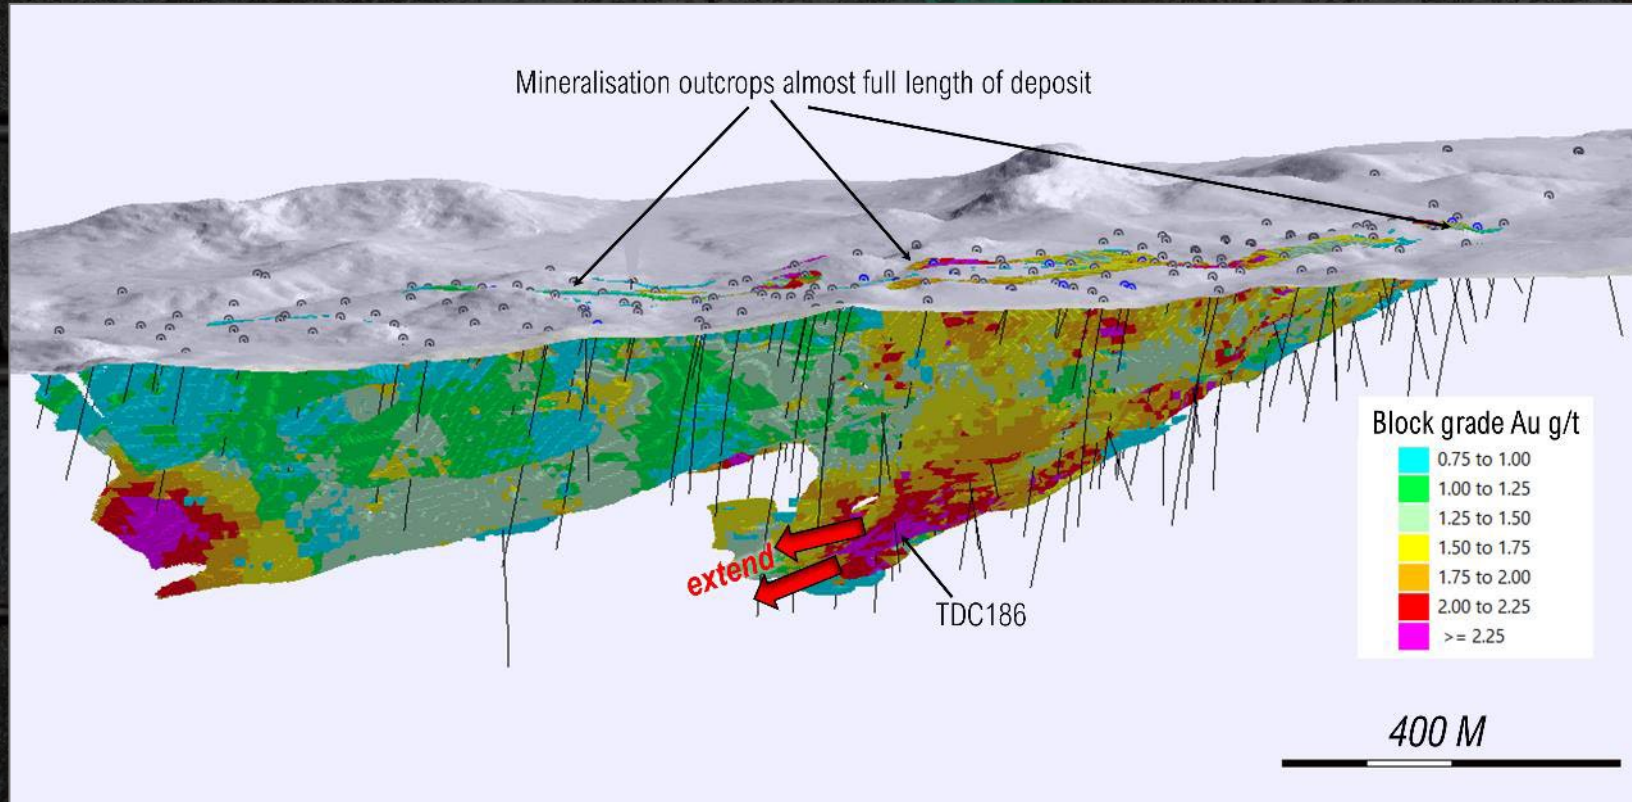 Mineralisation outcrops almost full length of deposit
extend
TDC186
Block grade Au g/t
0.75 to 1.00
1.00 to 1.25
1.25 to 1.50
1.50 to 1.75
1.75 to 2.00
2.00 to 2.25
>= 2.25
400 M